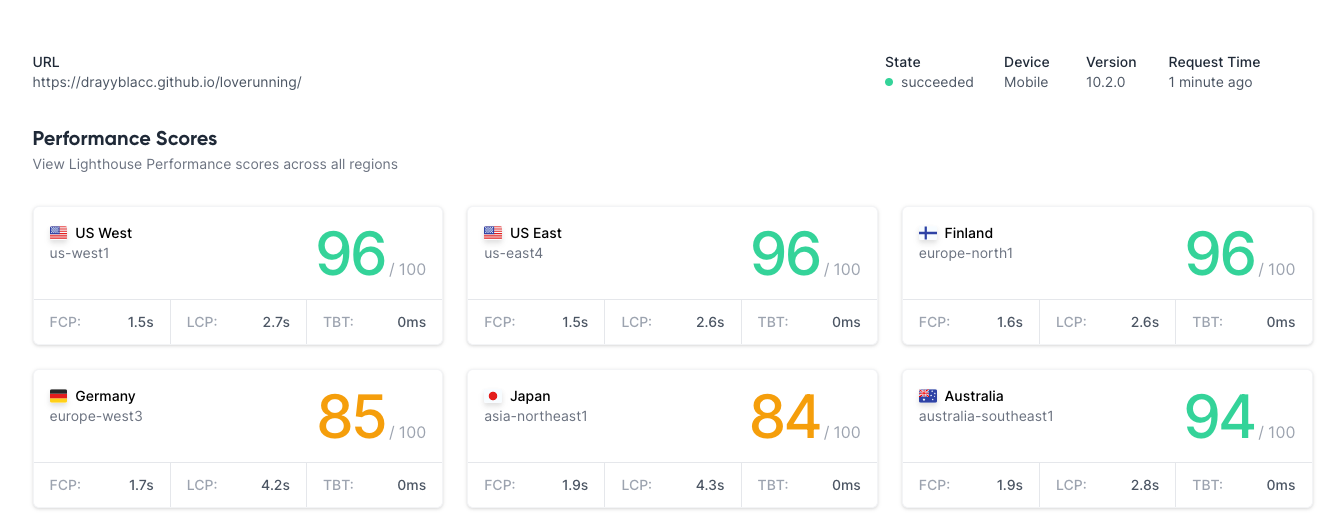 URL
https://drayyblacc.github.io/loverunning/
State
succeeded
Device
Mobile
Version
10.2.0
Request Time
1 minute ago
Performance Scores
View Lighthouse Performance scores across all regions
US West
us-west1
96 / 100
FCP: 1.5s LCP: 2.7s TBT: 0ms
US East
us-east4
96 / 100
FCP: 1.5s LCP: 2.6s TBT: 0ms
Finland
europe-north1
96 / 100
FCP: 1.6s LCP: 2.6s TBT: 0ms
Germany
europe-west3
85 / 100
FCP: 1.7s LCP: 4.2s TBT: 0ms
Japan
asia-northeast1
84 / 100
FCP: 1.9s LCP: 4.3s TBT: 0ms
Australia
australia-southeast1
94 / 100
FCP: 1.9s LCP: 2.8s TBT: 0ms